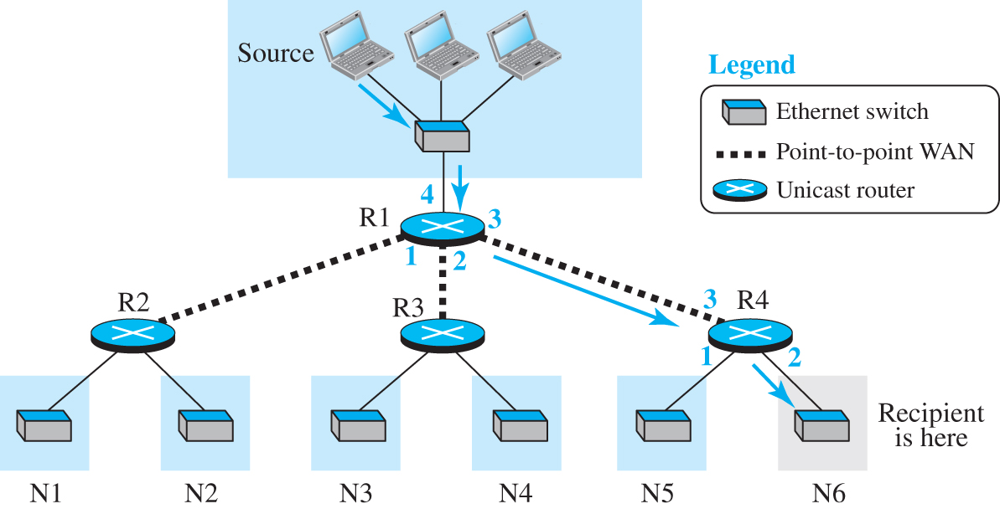 Source
Legend
Ethernet switch
Point-to-point WAN
Unicast router
4
R1
3
1
2
R2
R3
3
R4
1
2
Recipient
is here
N1
N2
N3
N4
N5
N6